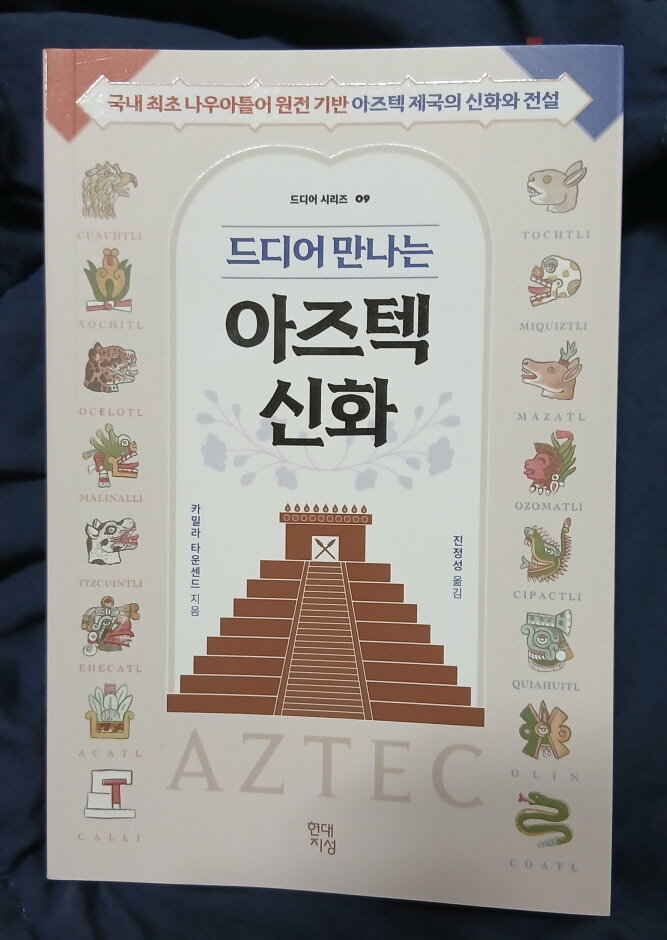 국내 최초 나우아틀어 원전 기반 아즈텍 제국의 신화와 전설
드디어 시리즈 09
드디어 만나는
아즈텍
신화
카밀라 타운센드 지음
진정성 옮김
CUAUHTLI
XOCHITL
OCELOTL
MALINALLI
ITZCUINTLI
EHECATL
ACATL
CALLI
TOCHTLI
MIQUIZTLI
MAZATL
OZOMATLI
CIPACTLI
QUIAHUITL
OLIN
COATL
AZTEC
현대
지성